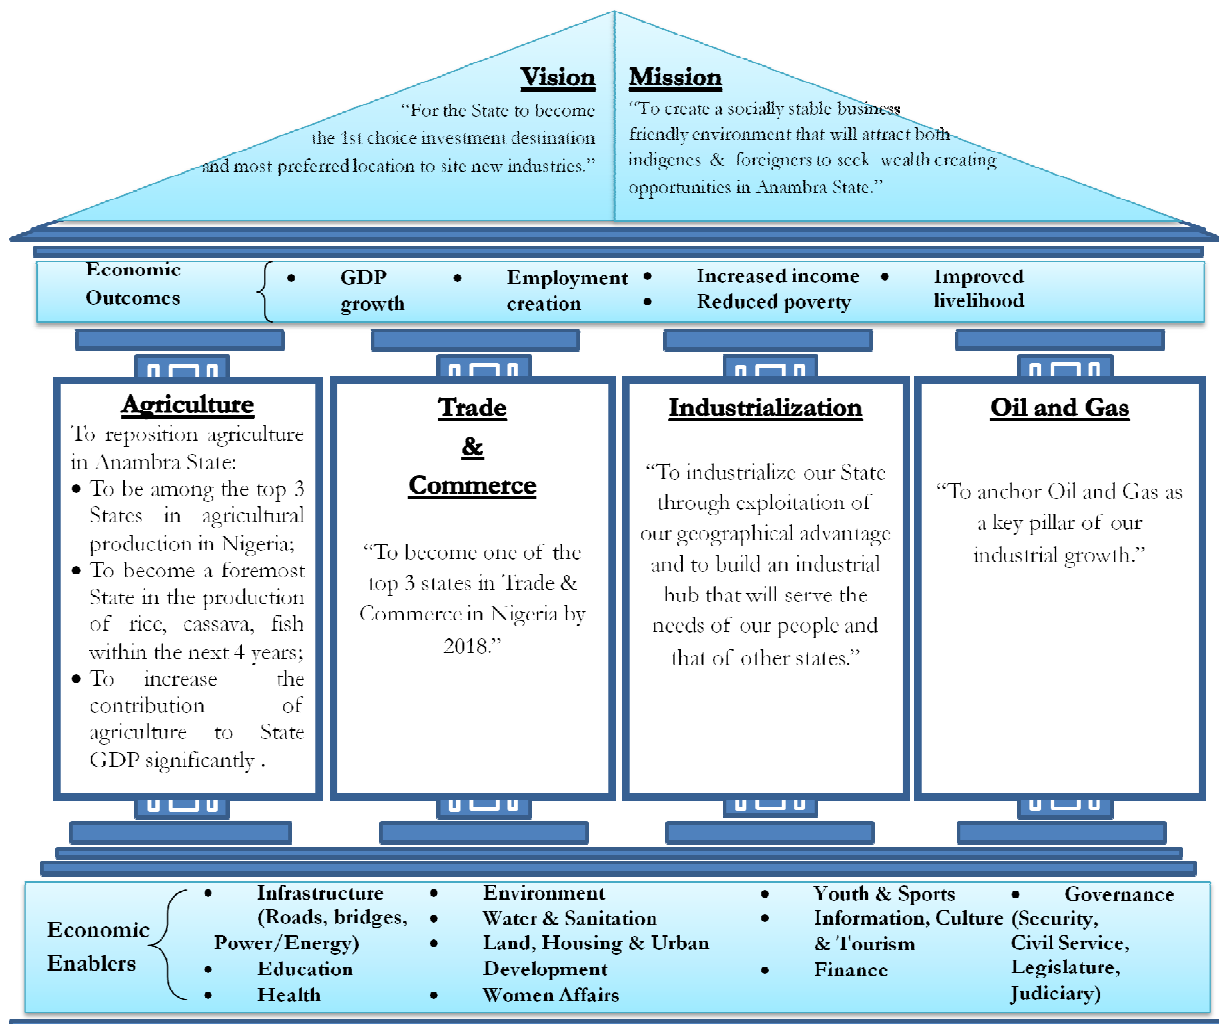 Vision
“For the State to become
the 1st choice investment destination
and most preferred location to site new industries.”
Mission
“To create a socially stable business
friendly environment that will attract both
indigenes & foreigners to seek wealth creating
opportunities in Anambra State.”
Economic
Outcomes
• GDP
growth
• Employment
creation
• Increased income
• Reduced poverty
• Improved
livelihood
Agriculture
To reposition agriculture
in Anambra State:
• To be among the top 3
States in agricultural
production in Nigeria;
• To become a foremost
State in the production
of rice, cassava, fish
within the next 4 years;
• To increase the
contribution of
agriculture to State
GDP significantly .
Trade
&
Commerce
“To become one of the
top 3 states in Trade &
Commerce in Nigeria by
2018.”
Industrialization
“To industrialize our State
through exploitation of
our geographical advantage
and to build an industrial
hub that will serve the
needs of our people and
that of other states.”
Oil and Gas
“To anchor Oil and Gas as
a key pillar of our
industrial growth.”
Economic
Enablers
• Infrastructure
(Roads, bridges,
Power/Energy)
• Education
• Health
• Environment
• Water & Sanitation
• Land, Housing & Urban
Development
• Women Affairs
• Youth & Sports
• Information, Culture
& Tourism
• Finance
• Governance
(Security,
Civil Service,
Legislature,
Judiciary)